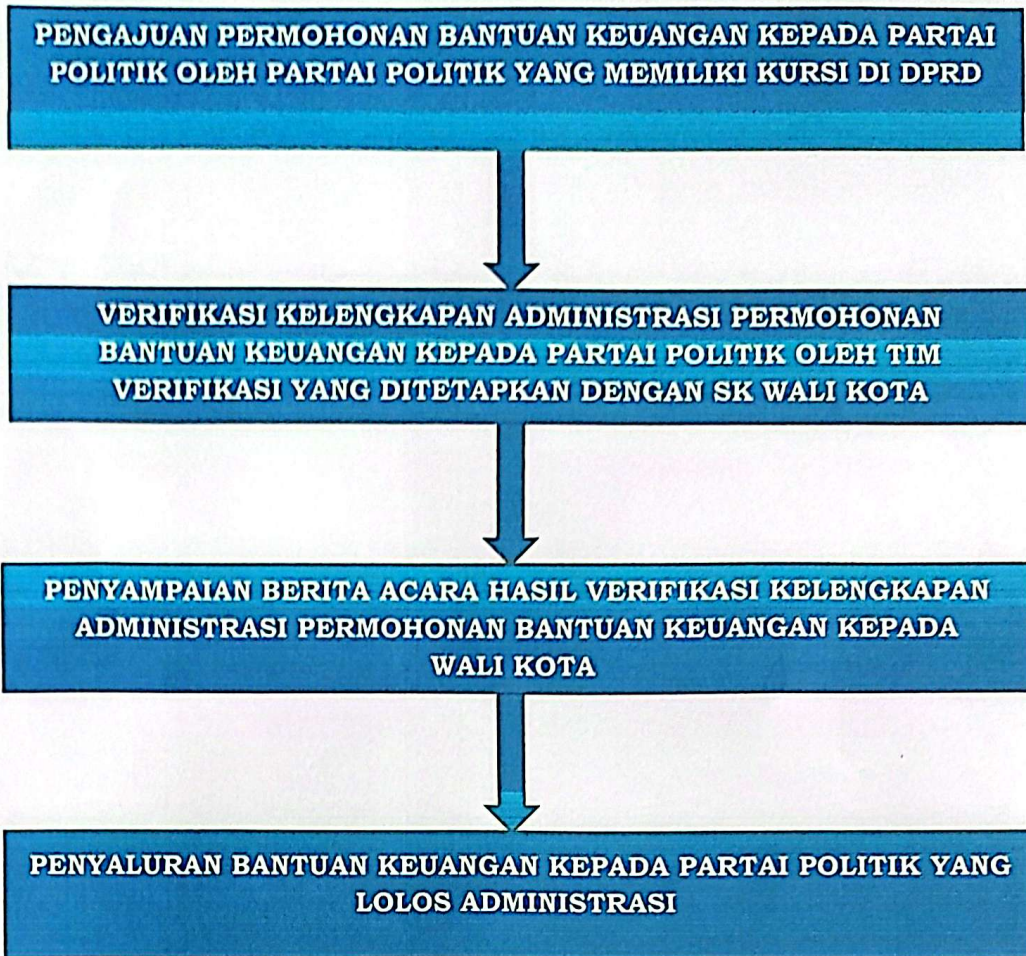 PENGAJUAN PERMOHONAN BANTUAN KEUANGAN KEPADA PARTAI
POLITIK OLEH PARTAI POLITIK YANG MEMILIKI KURSI DI DPRD
VERIFIKASI KELENGKAPAN ADMINISTRASI PERMOHONAN
BANTUAN KEUANGAN KEPADA PARTAI POLITIK OLEH TIM
VERIFIKASI YANG DITETAPKAN DENGAN SK WALI KOTA
PENYAMPAIAN BERITA ACARA HASIL VERIFIKASI KELENGKAPAN
ADMINISTRASI PERMOHONAN BANTUAN KEUANGAN KEPADA
WALI KOTA
PENYALURAN BANTUAN KEUANGAN KEPADA PARTAI POLITIK YANG
LOLOS ADMINISTRASI